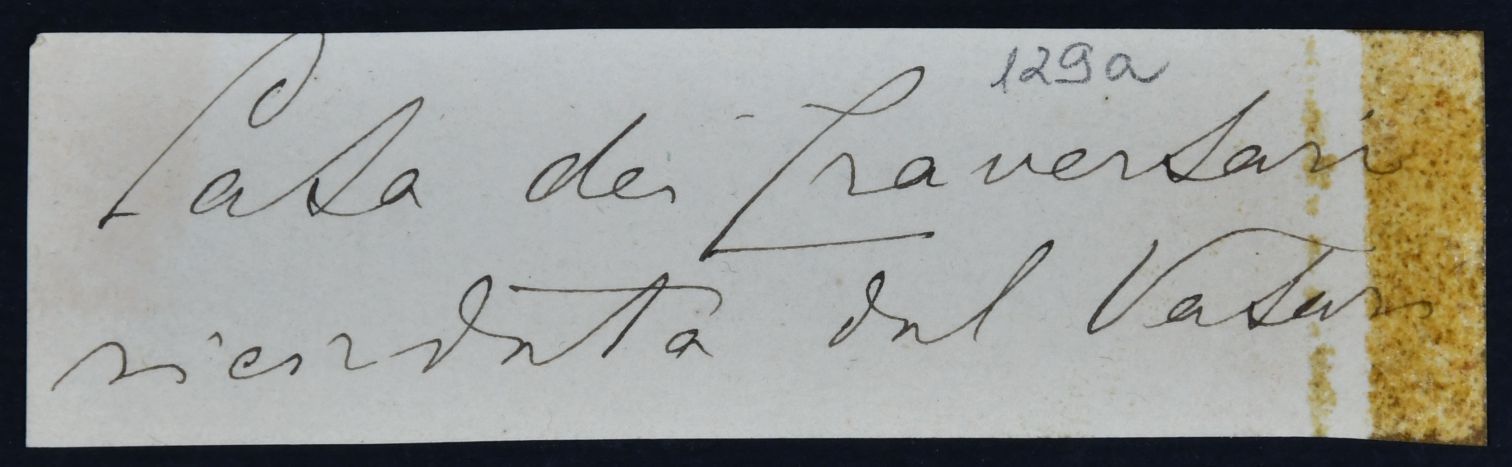 129a
Casa dei Traversari
ricordata dal Vasari